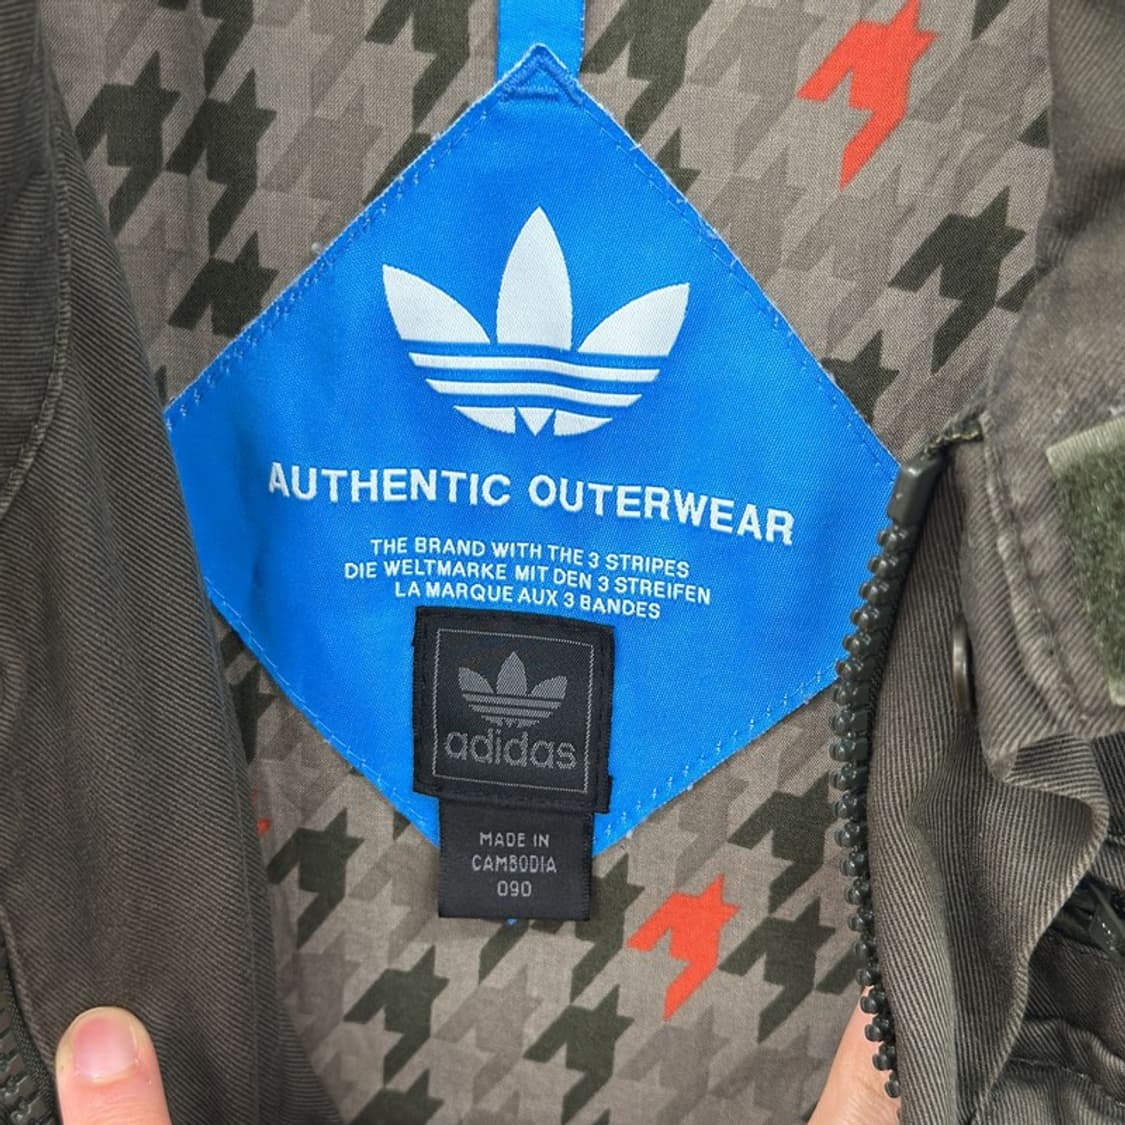 AUTHENTIC OUTERWEAR
THE BRAND WITH THE 3 STRIPES
DIE WELTMARKE MIT DEN 3 STREIFEN
LA MARQUE AUX 3 BANDES
adidas
MADE IN
CAMBODIA
090